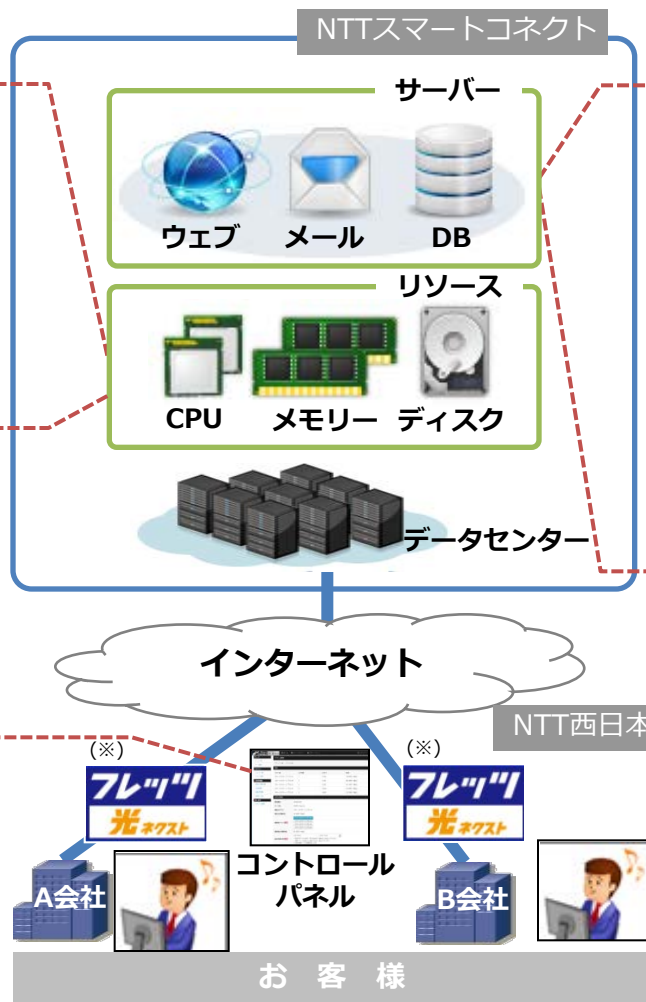 NTTスマートコネクト
サーバー
ウェブ
メール
DB
リソース
CPU
メモリー
ディスク
データセンター
インターネット
NTT西日本
(※)
(※)
フレッツ
光ネクスト
フレッツ
光ネクスト
コントロール
パネル
A会社
B会社
お客様